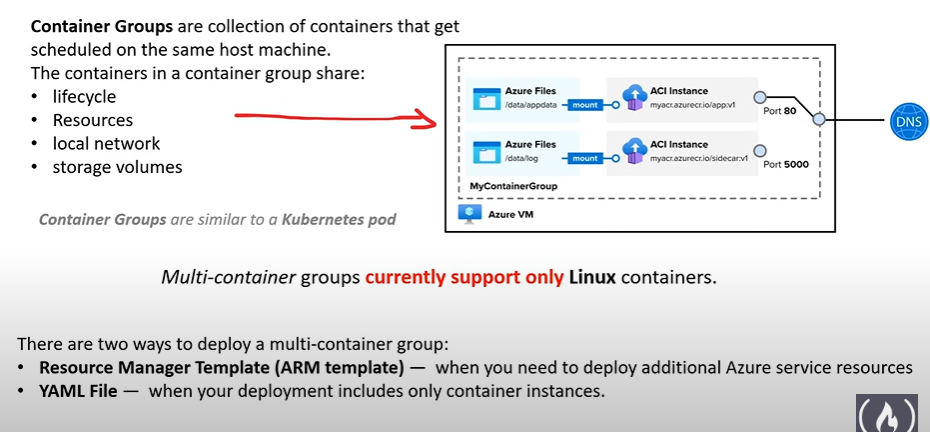 Container Groups are collection of containers that get
scheduled on the same host machine.
The containers in a container group share:
• lifecycle
• Resources
• local network
• storage volumes
Container Groups are similar to a Kubernetes pod
Azure Files
/data/appdata
mount
ACI Instance
myacr.azurecr.io/app:v1
Port 80
DNS
Azure Files
/data/log
mount
ACI Instance
myacr.azurecr.io/sidecar:v1
Port 5000
MyContainerGroup
Azure VM
Multi-container groups currently support only Linux containers.
There are two ways to deploy a multi-container group:
• Resource Manager Template (ARM template) — when you need to deploy additional Azure service resources
• YAML File — when your deployment includes only container instances.